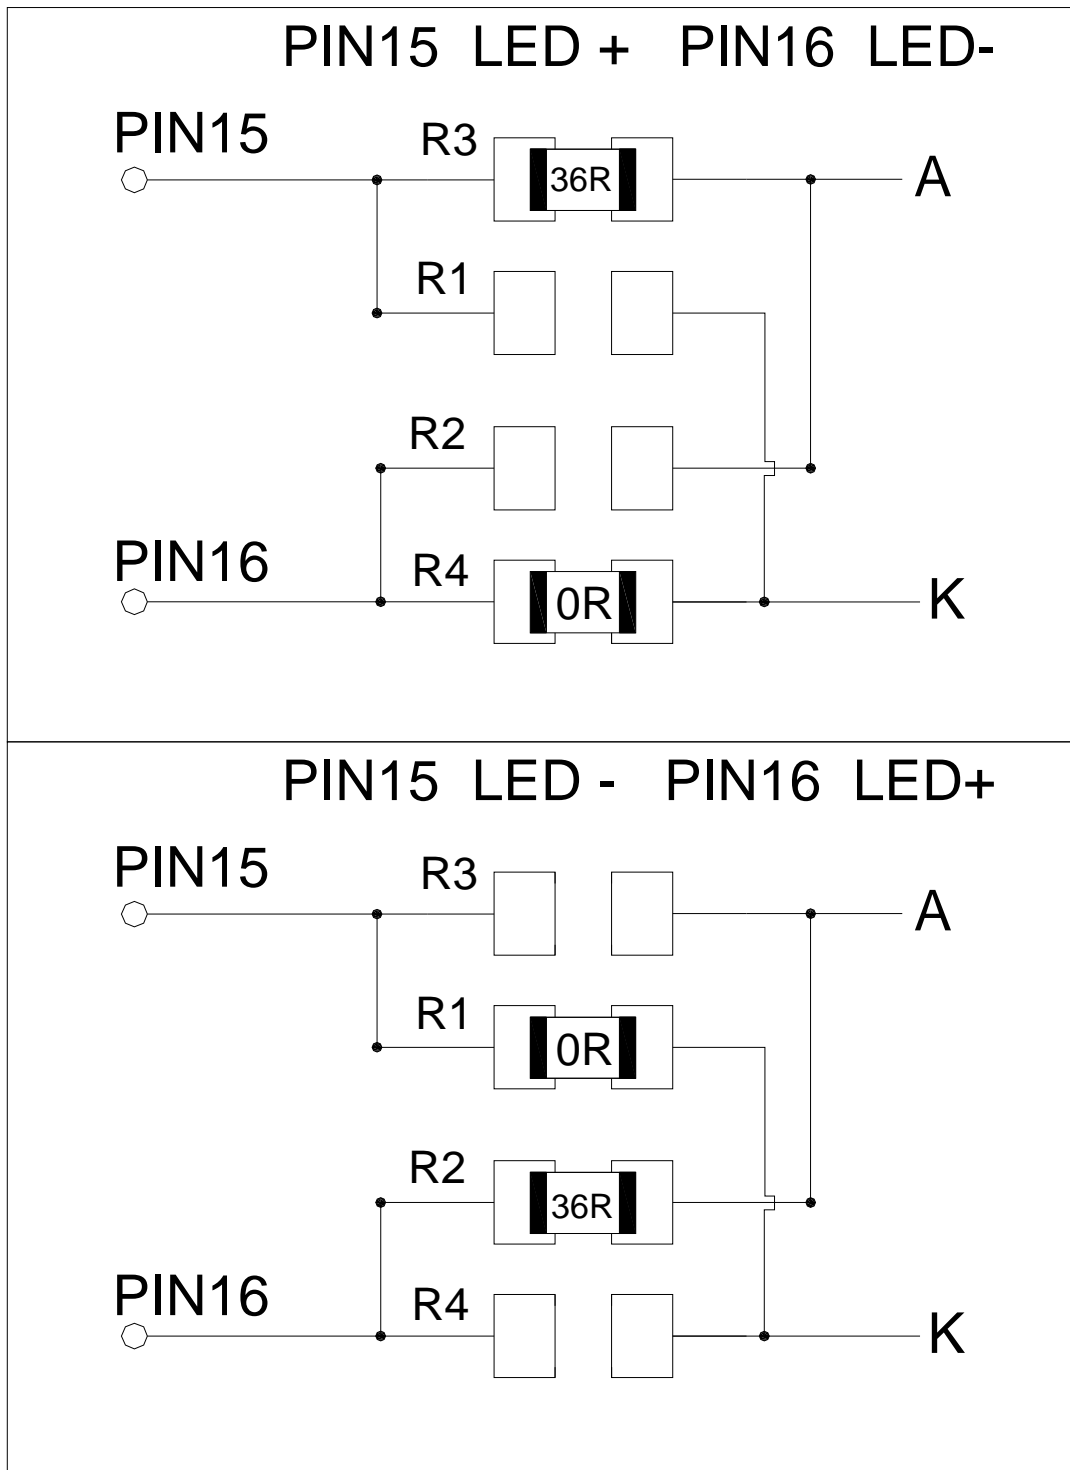 PIN15 LED + PIN16 LED-
PIN15
R3
36R
A
R1
R2
PIN16
R4
0R
K
PIN15 LED - PIN16 LED+
PIN15
R3
A
R1
0R
R2
36R
PIN16
R4
K